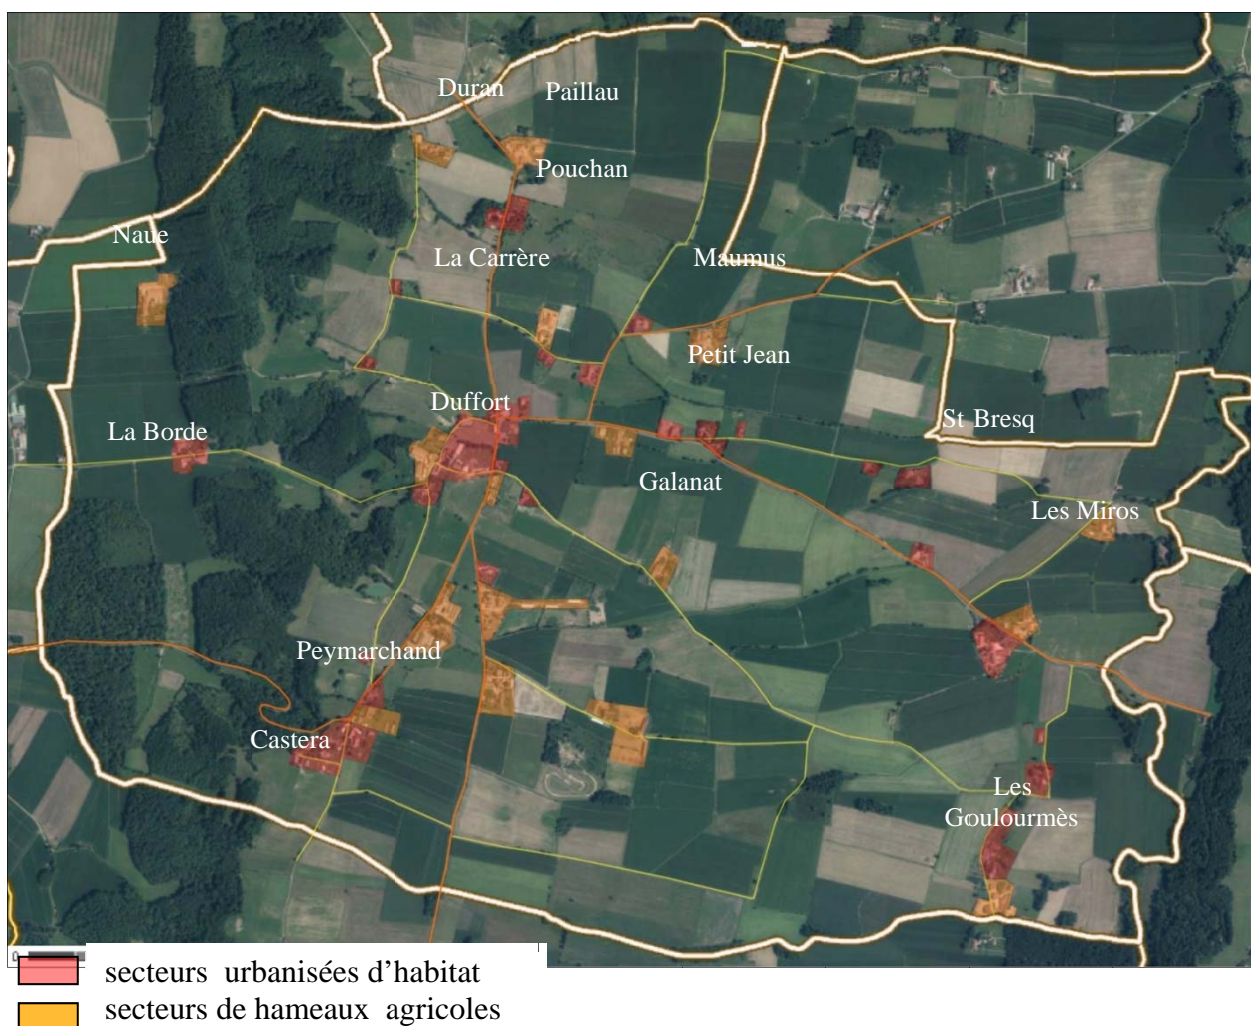 Duran
Paillau
Pouchan
Naue
La Carrère
Maumus
Petit Jean
Duffort
La Borde
St Bresq
Galanat
Les Miros
Peymarchand
Castera
Les
Goulourmès
0
secteurs urbanisées d'habitat
secteurs de hameaux agricoles